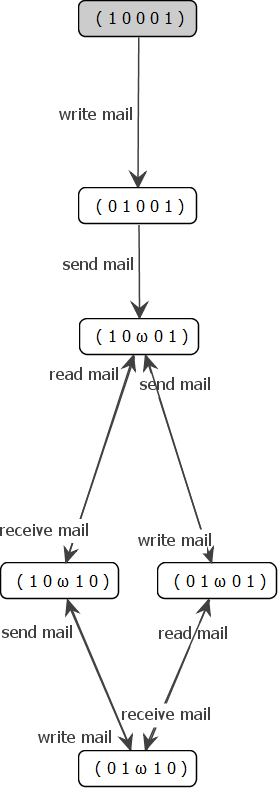 ( 1 0 0 0 1 )
write mail
( 0 1 0 0 1 )
send mail
( 1 0 ω 0 1 )
read mail
send mail
receive mail
write mail
( 1 0 ω 1 0 )
( 0 1 ω 0 1 )
send mail
read mail
receive mail
write mail
( 0 1 ω 1 0 )